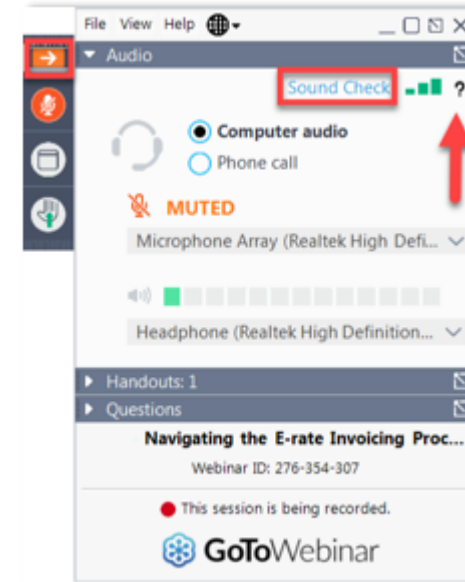 File View Help
Audio
Sound Check ?
Computer audio
Phone call
MUTED
Microphone Array (Realtek High Defi...
Headphone (Realtek High Definition...
Handouts: 1
Questions
Navigating the E-rate Invoicing Proc...
Webinar ID: 276-354-307
This session is being recorded.
GoToWebinar